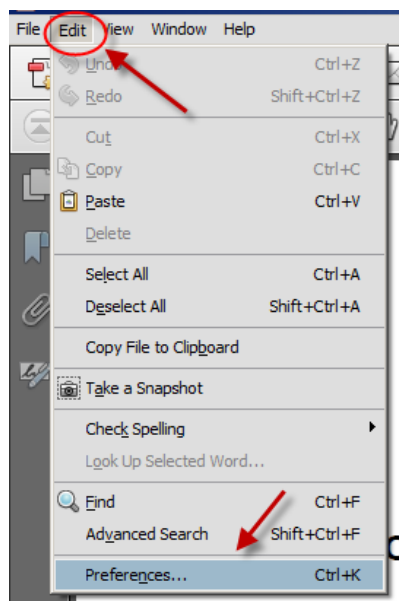 File Edit View Window Help
Undo Ctrl+Z
Redo Shift+Ctrl+Z
Cut Ctrl+X
Copy Ctrl+C
Paste Ctrl+V
Delete
Select All Ctrl+A
Deselect All Shift+Ctrl+A
Copy File to Clipboard
Take a Snapshot
Check Spelling
Look Up Selected Word...
Find Ctrl+F
Advanced Search Shift+Ctrl+F
Preferences... Ctrl+K